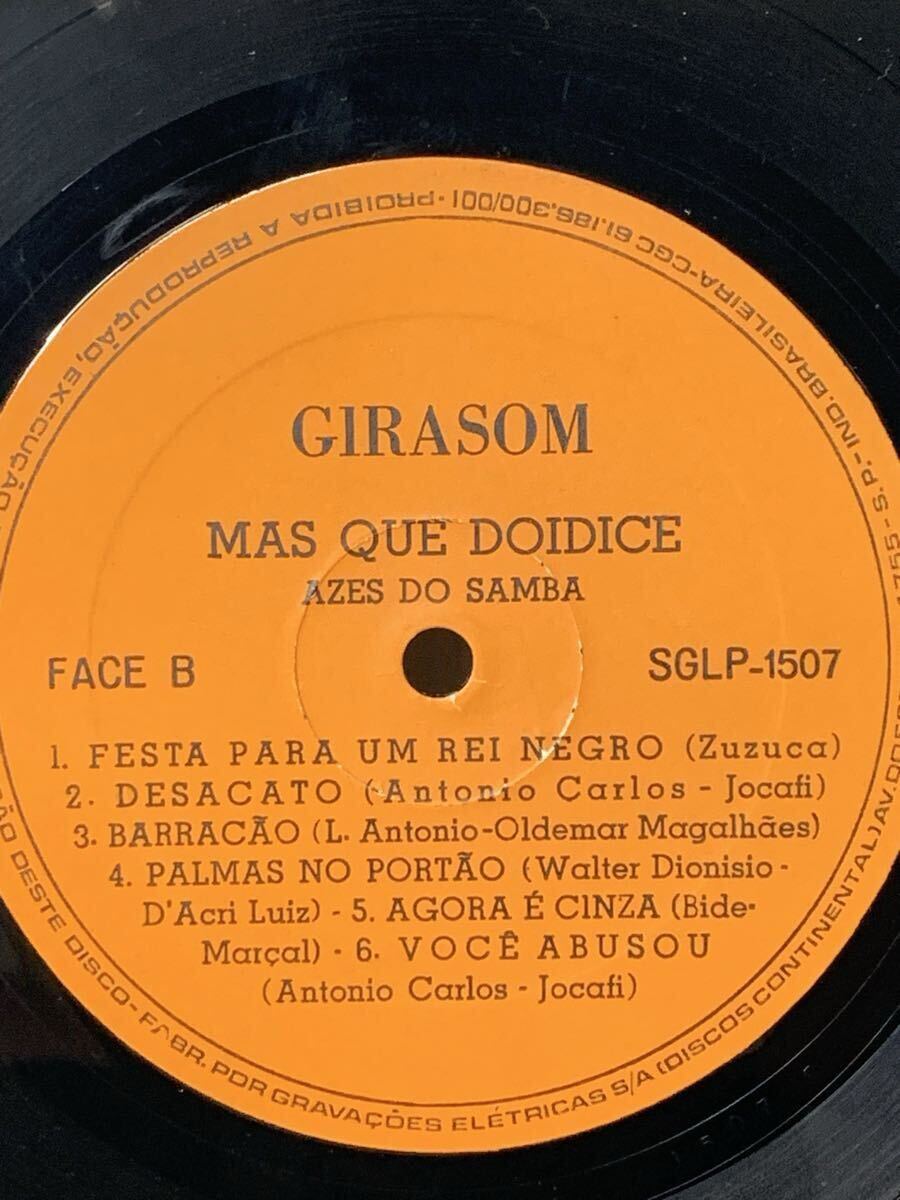 GIRASOM
MAS QUE DOIDICE
AZES DO SAMBA
FACE B
SGLP-1507
1. FESTA PARA UM REI NEGRO (Zuzuca)
2. DESACATO (Antonio Carlos - Jocafi)
3. BARRACÃO (L. Antonio-Oldemar Magalhães)
4. PALMAS NO PORTÃO (Walter Dionisio -
D'Acri Luiz) - 5. AGORA É CINZA (Bide-
Marçal) - 6. VOCÊ ABUSOU
(Antonio Carlos - Jocafi)
DESTE DISCO - FABR. POR GRAVAÇÕES ELÉTRICAS S/A (DISCOS CONTINENTAL) AV. 1755 - S.P. - IND. BRASILEIRA - CGC 61.186.300/001 - PROIBIDA A REPRODUÇÃO, EXECUÇÃO